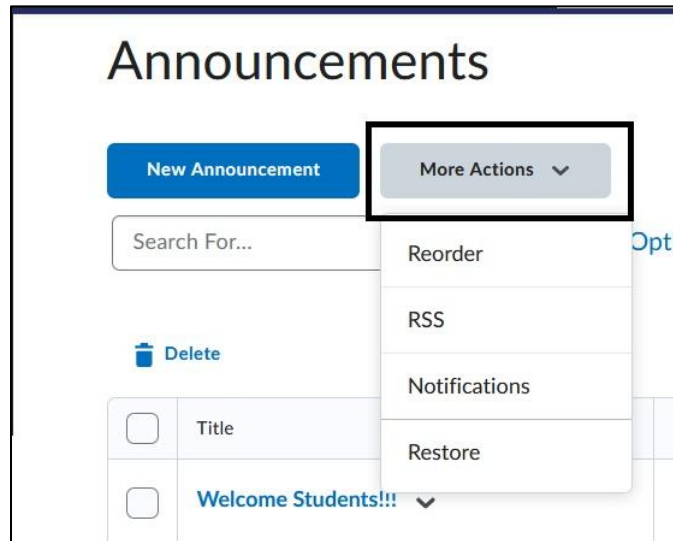 Announcements
New Announcement
More Actions
Search For...
Opt
Reorder
RSS
Delete
Notifications
Title
Restore
Welcome Students!!!